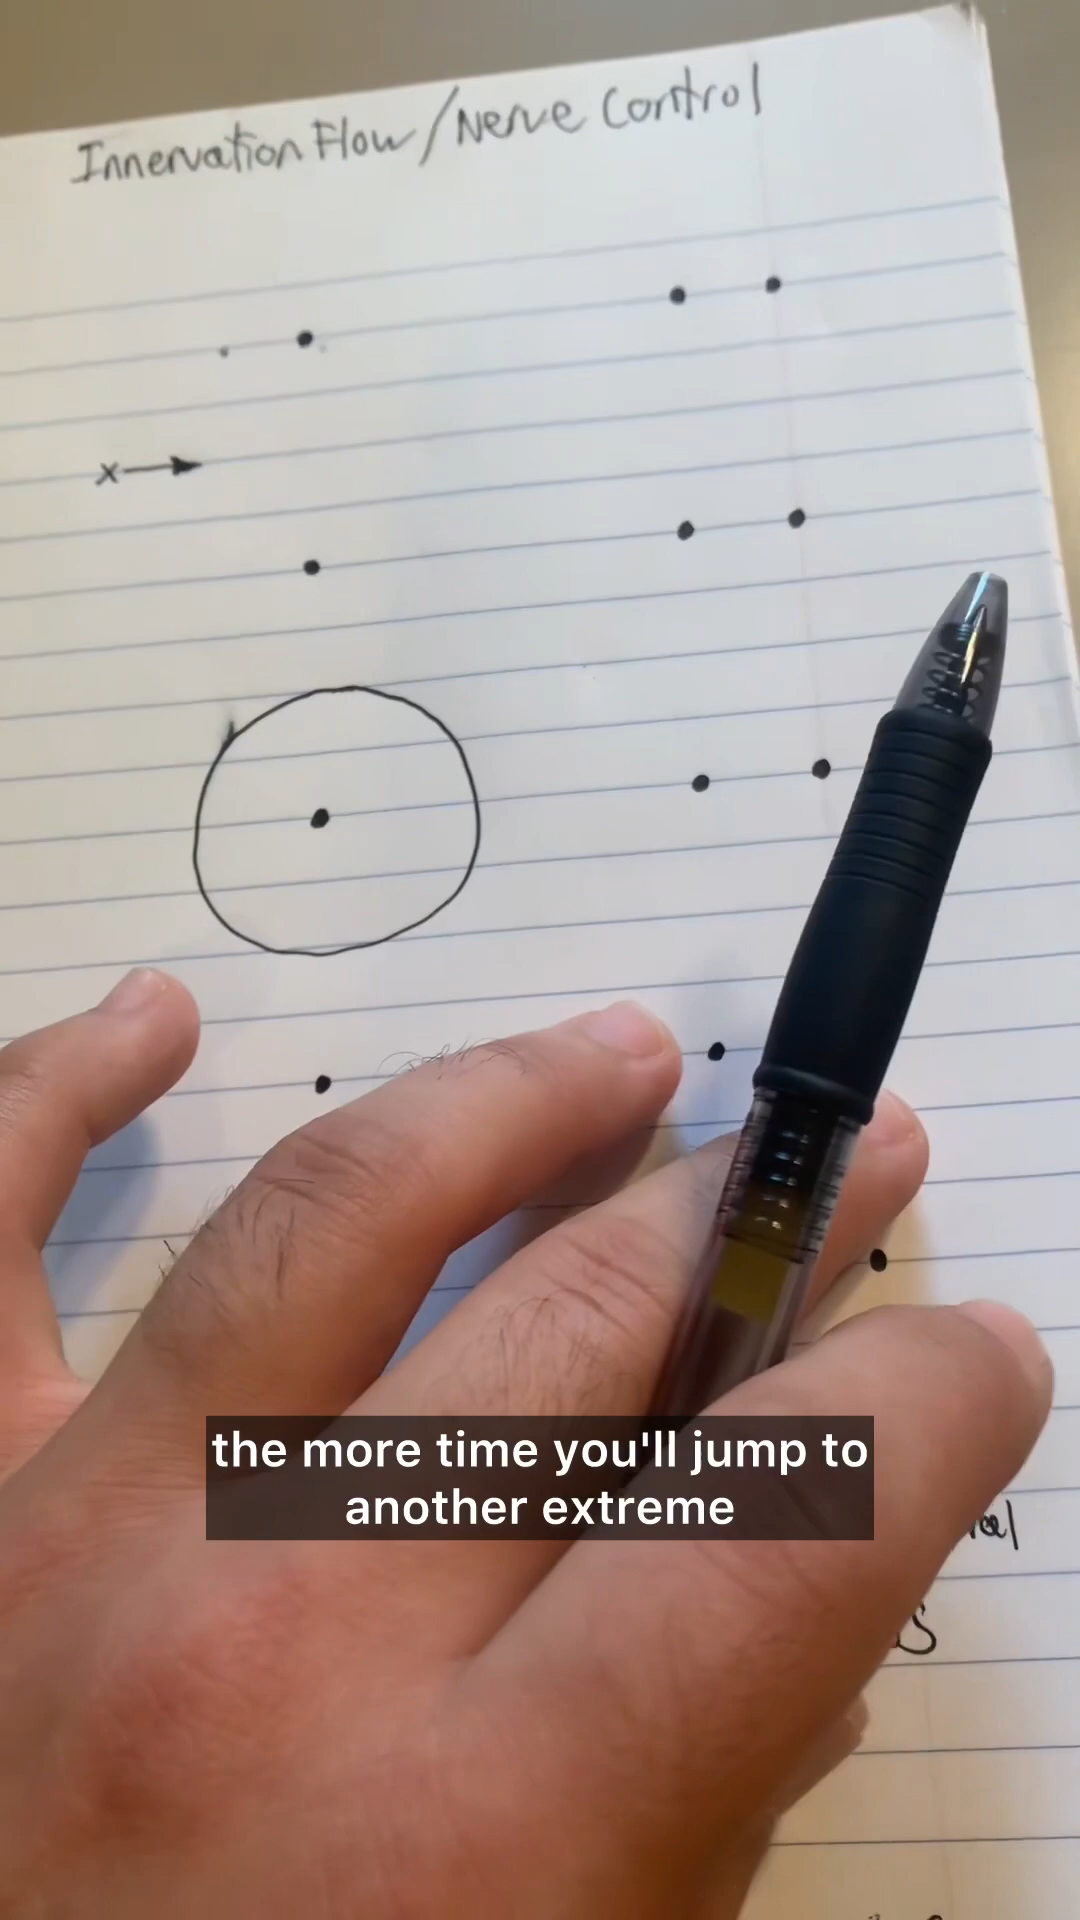 Innervation Flow/Nerve Control
x
the more time you'll jump to
another extreme